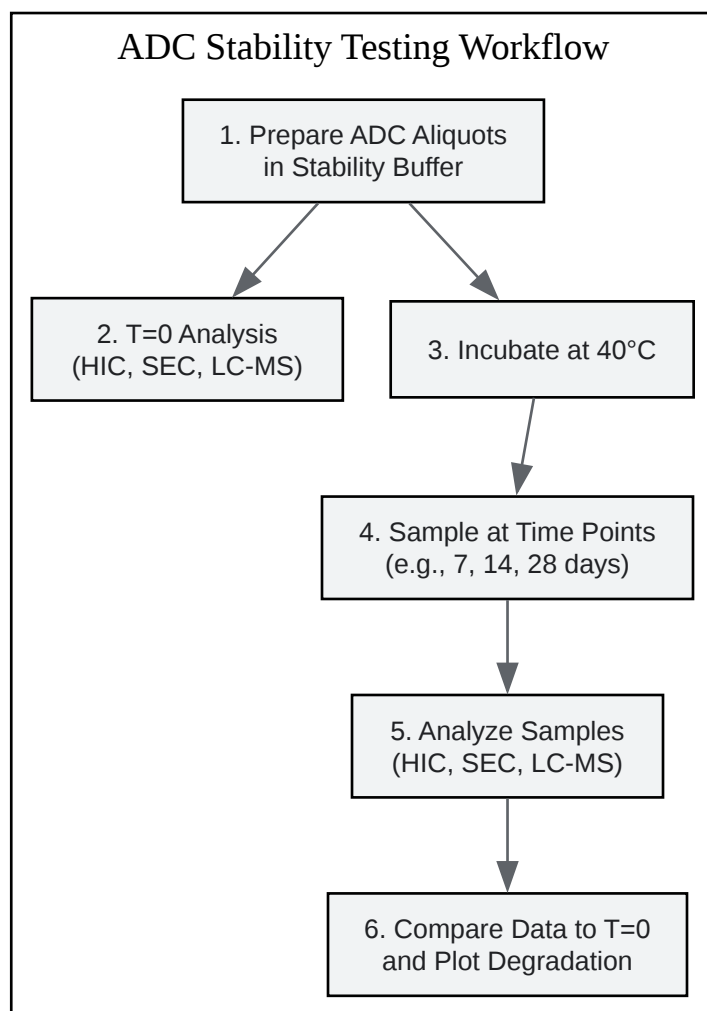 ADC Stability Testing Workflow
1. Prepare ADC Aliquots
in Stability Buffer
2. T=0 Analysis
(HIC, SEC, LC-MS)
3. Incubate at 40°C
4. Sample at Time Points
(e.g., 7, 14, 28 days)
5. Analyze Samples
(HIC, SEC, LC-MS)
6. Compare Data to T=0
and Plot Degradation